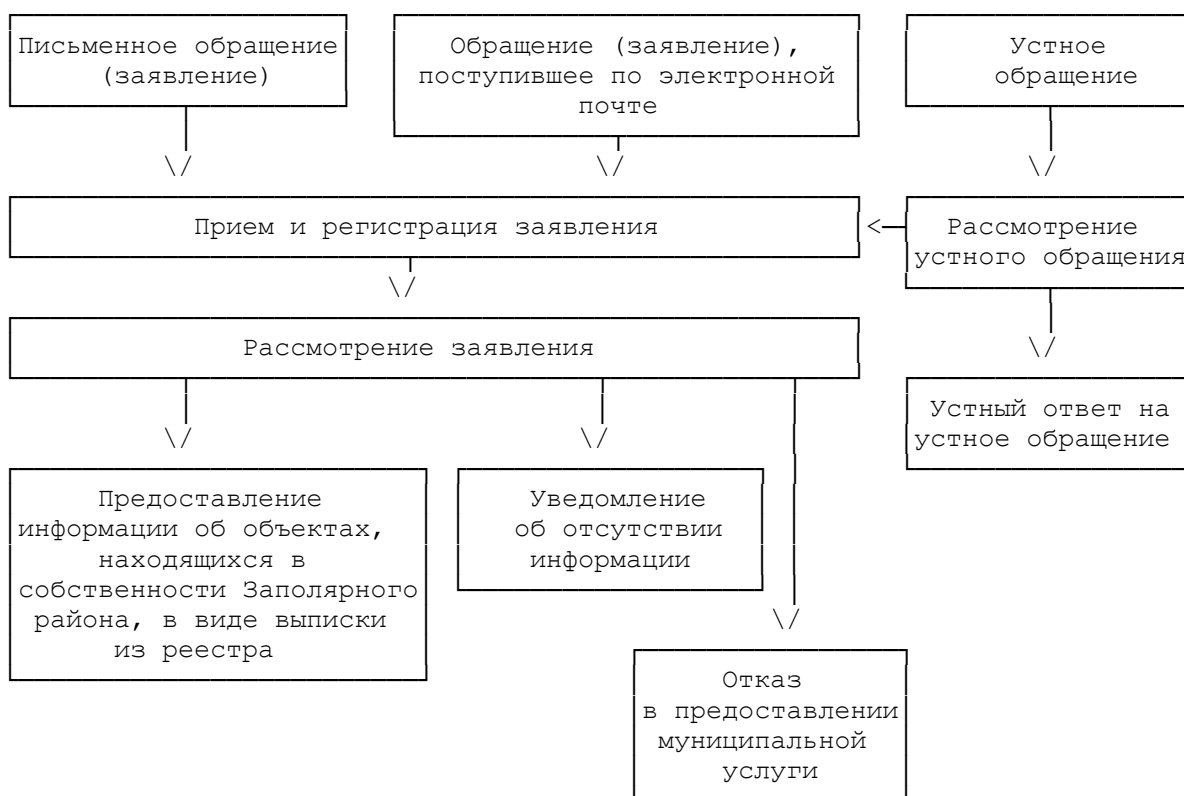 Письменное обращение
(заявление)
Обращение (заявление),
поступившее по электронной
почте
Устное
обращение
Прием и регистрация заявления
Рассмотрение
устного обращения
Рассмотрение заявления
Устный ответ на
устное обращение
Предоставление
информации об объектах,
находящихся в
собственности Заполярного
района, в виде выписки
из реестра
Уведомление
об отсутствии
информации
Отказ
в предоставлении
муниципальной
услуги